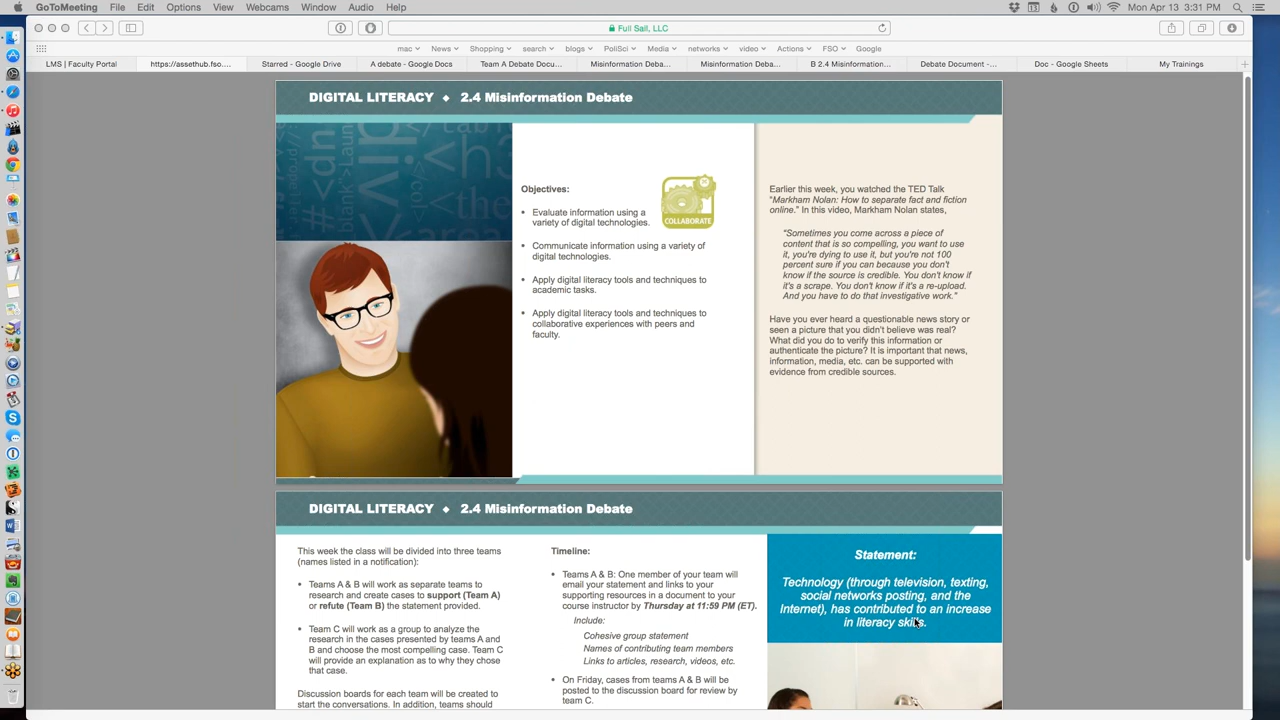 GoToMeeting File Edit Options View Webcams Window Audio Help Mon Apr 13 3:31 PM
Full Sail, LLC
mac News Shopping search blogs PoliSci Media networks video Actions FSO Google
LMS | Faculty Portal https://assethub.fso.... Starred - Google Drive A debate - Google Docs Team A Debate Docu... Misinformation Deba... Misinformation Deba... B 2.4 Misinformation... Debate Document -... Doc - Google Sheets My Trainings
DIGITAL LITERACY ◆ 2.4 Misinformation Debate
Objectives:
• Evaluate information using a
variety of digital technologies.
• Communicate information using a variety of
digital technologies.
• Apply digital literacy tools and techniques to
academic tasks.
• Apply digital literacy tools and techniques to
collaborative experiences with peers and
faculty.
COLLABORATE
Earlier this week, you watched the TED Talk
"Markham Nolan: How to separate fact and fiction
online." In this video, Markham Nolan states,
"Sometimes you come across a piece of
content that is so compelling, you want to use
it, you're dying to use it, but you're not 100
percent sure if you can because you don't
know if the source is credible. You don't know if
it's a scrape. You don't know if it's a re-upload.
And you have to do that investigative work."
Have you ever heard a questionable news story or
seen a picture that you didn't believe was real?
What did you do to verify this information or
authenticate the picture? It is important that news,
information, media, etc. can be supported with
evidence from credible sources.
DIGITAL LITERACY ◆ 2.4 Misinformation Debate
This week the class will be divided into three teams
(names listed in a notification):
• Teams A & B will work as separate teams to
research and create cases to support (Team A)
or refute (Team B) the statement provided.
• Team C will work as a group to analyze the
research in the cases presented by teams A and
B and choose the most compelling case. Team C
will provide an explanation as to why they chose
that case.
Discussion boards for each team will be created to
start the conversations. In addition, teams should
Timeline:
• Teams A & B: One member of your team will
email your statement and links to your
supporting resources in a document to your
course instructor by Thursday at 11:59 PM (ET).
Include:
Cohesive group statement
Names of contributing team members
Links to articles, research, videos, etc.
• On Friday, cases from teams A & B will be
posted to the discussion board for review by
team C.
Statement:
Technology (through television, texting,
social networks posting, and the
Internet), has contributed to an increase
in literacy skills.